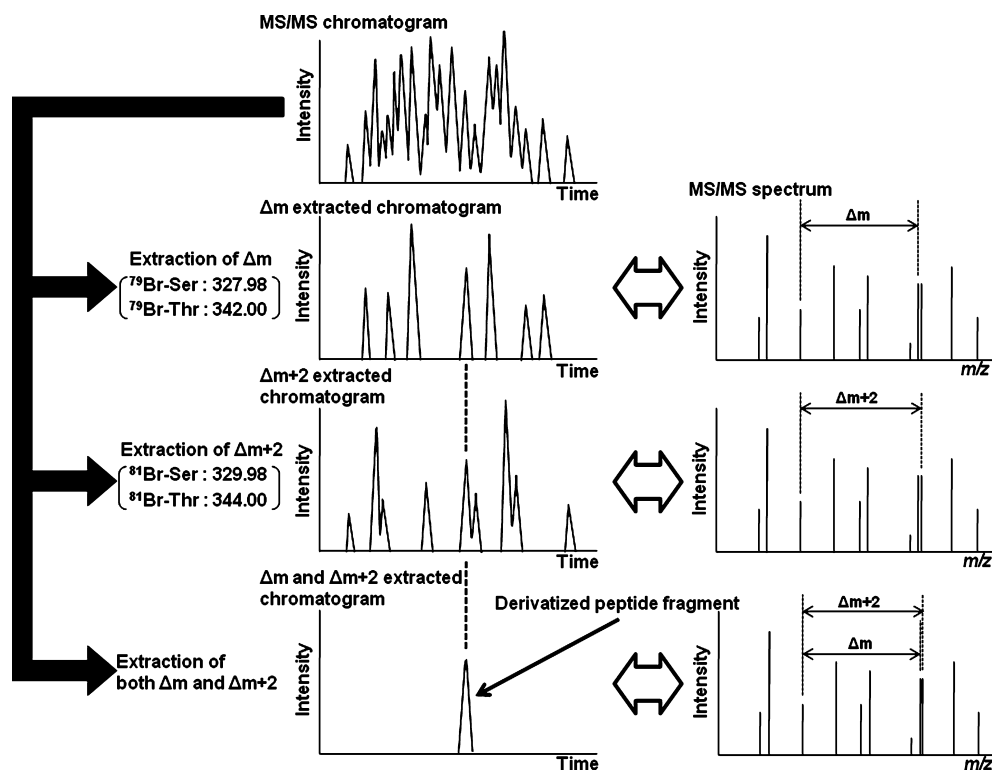 MS/MS chromatogram
Intensity
Time
MS/MS spectrum
Δm extracted chromatogram
Extraction of Δm
⁷⁹Br-Ser : 327.98
⁷⁹Br-Thr : 342.00
Intensity
Time
Δm
Intensity
m/z
Δm+2 extracted
chromatogram
Extraction of Δm+2
⁸¹Br-Ser : 329.98
⁸¹Br-Thr : 344.00
Intensity
Time
Δm+2
Intensity
m/z
Δm and Δm+2 extracted
chromatogram
Derivatized peptide fragment
Extraction of
both Δm and Δm+2
Intensity
Time
Δm+2
Δm
Intensity
m/z